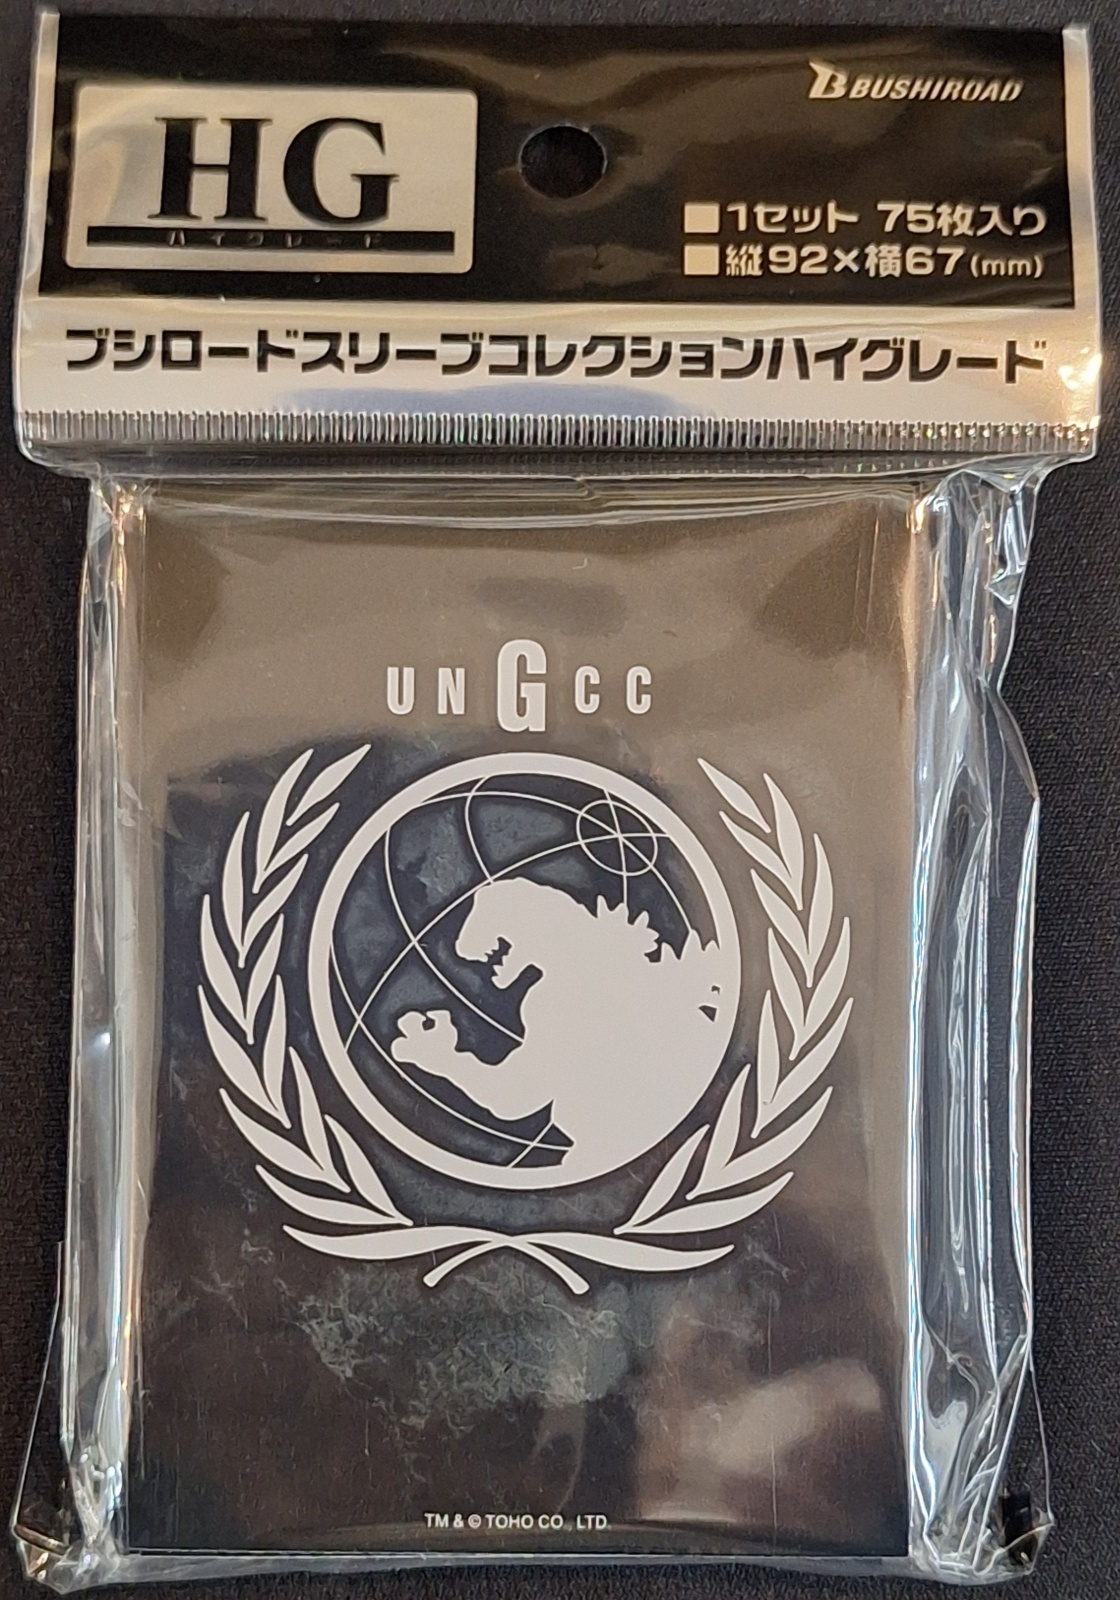 BUSHIROAD
HG
ハイグレード
■1セット 75枚入り
■縦92×横67(mm)
ブシロードスリーブコレクションハイグレード
UNGCC
TM & © TOHO CO., LTD.